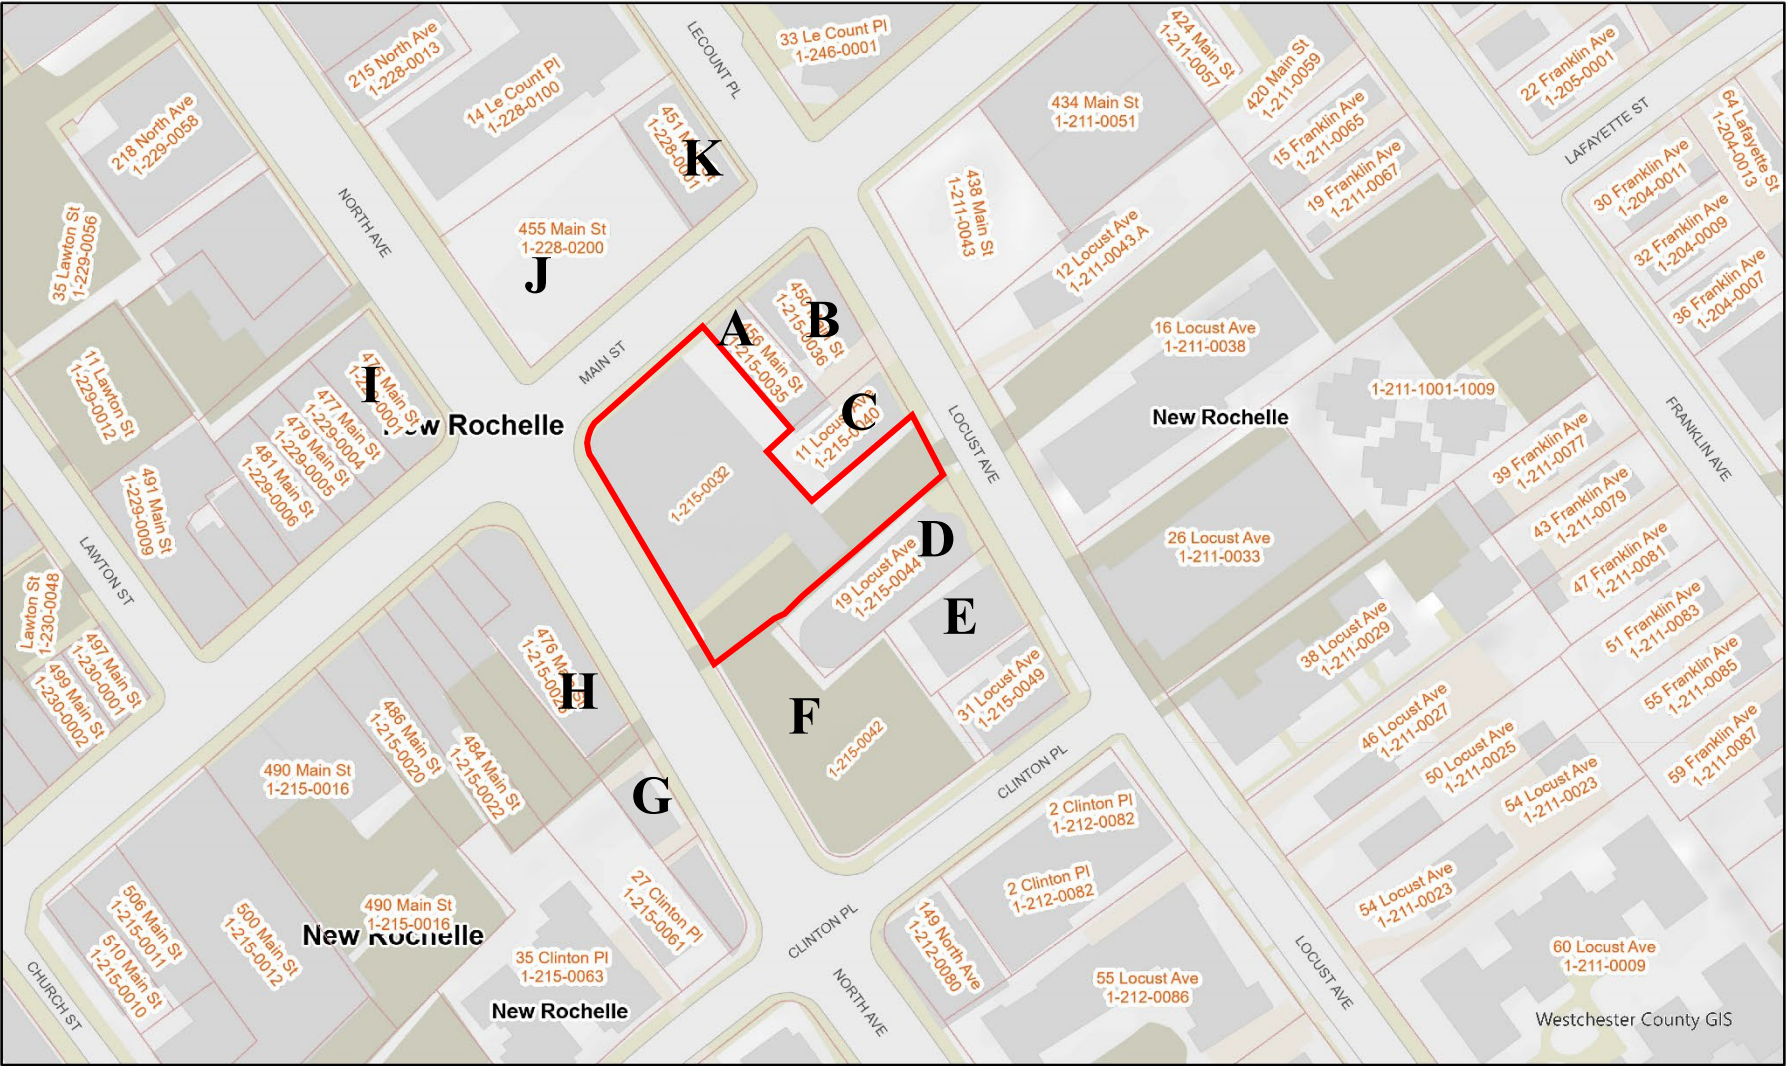 215 North Ave
1-228-0013
LECOUNT PL
33 Le Count Pl
1-246-0001
424 Main St
1-211-0057
420 Main St
1-211-0059
22 Franklin Ave
1-205-0001
218 North Ave
1-229-0058
14 Le Count Pl
1-228-0100
K
434 Main St
1-211-0051
15 Franklin Ave
1-211-0065
LAFAYETTE ST
64 Lafayette St
1-204-0013
30 Franklin Ave
1-204-0011
19 Franklin Ave
1-211-0067
35 Lawton St
1-229-0056
NORTH AVE
455 Main St
1-228-0200
J
438 Main St
1-211-0043
12 Locust Ave
1-211-0043.A
32 Franklin Ave
1-204-0009
36 Franklin Ave
1-204-0007
MAIN ST
A
B
16 Locust Ave
1-211-0038
11 Lawton St
1-229-0012
I
477 Main St
1-229-0004
479 Main St
1-229-0005
481 Main St
1-229-0006
New Rochelle
C
11 Locust Ave
1-215-0040
LOCUST AVE
New Rochelle
1-211-1001-1009
FRANKLIN AVE
39 Franklin Ave
1-211-0077
491 Main St
1-229-0009
1-215-0032
43 Franklin Ave
1-211-0079
LAWTON ST
D
19 Locust Ave
1-215-0044
26 Locust Ave
1-211-0033
47 Franklin Ave
1-211-0081
Lawton St
1-230-0048
E
38 Locust Ave
1-211-0029
51 Franklin Ave
1-211-0083
497 Main St
1-230-0001
499 Main St
1-230-0002
H
31 Locust Ave
1-215-0049
55 Franklin Ave
1-211-0085
F
1-215-0042
46 Locust Ave
1-211-0027
486 Main St
1-215-0020
484 Main St
1-215-0022
490 Main St
1-215-0016
G
CLINTON PL
50 Locust Ave
1-211-0025
59 Franklin Ave
1-211-0087
54 Locust Ave
1-211-0023
2 Clinton Pl
1-212-0082
2 Clinton Pl
1-212-0082
54 Locust Ave
1-211-0023
506 Main St
1-215-0011
510 Main St
1-215-0010
500 Main St
1-215-0012
490 Main St
1-215-0016
New Rochelle
27 Clinton Pl
1-215-0061
CLINTON PL
149 North Ave
1-212-0080
35 Clinton Pl
1-215-0063
New Rochelle
CHURCH ST
NORTH AVE
55 Locust Ave
1-212-0086
LOCUST AVE
60 Locust Ave
1-211-0009
Westchester County GIS